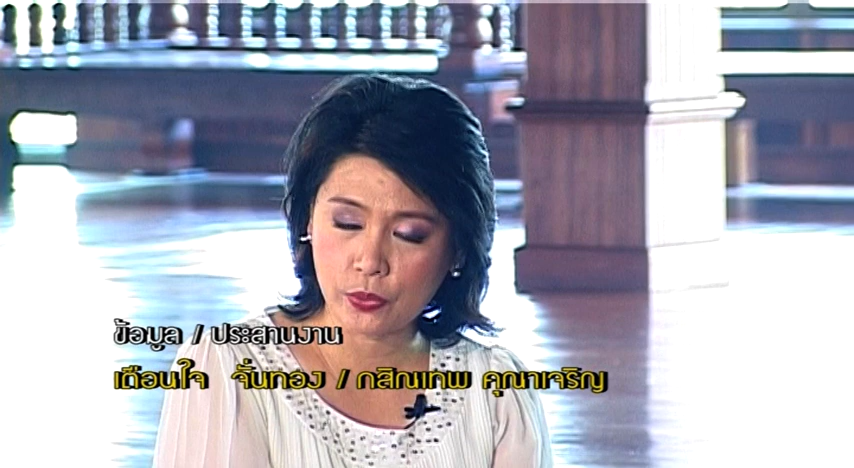 ข้อมูล / ประสานงาน
เตือนใจ จั่นทอง / กสิณเทพ คุณาเจริญ